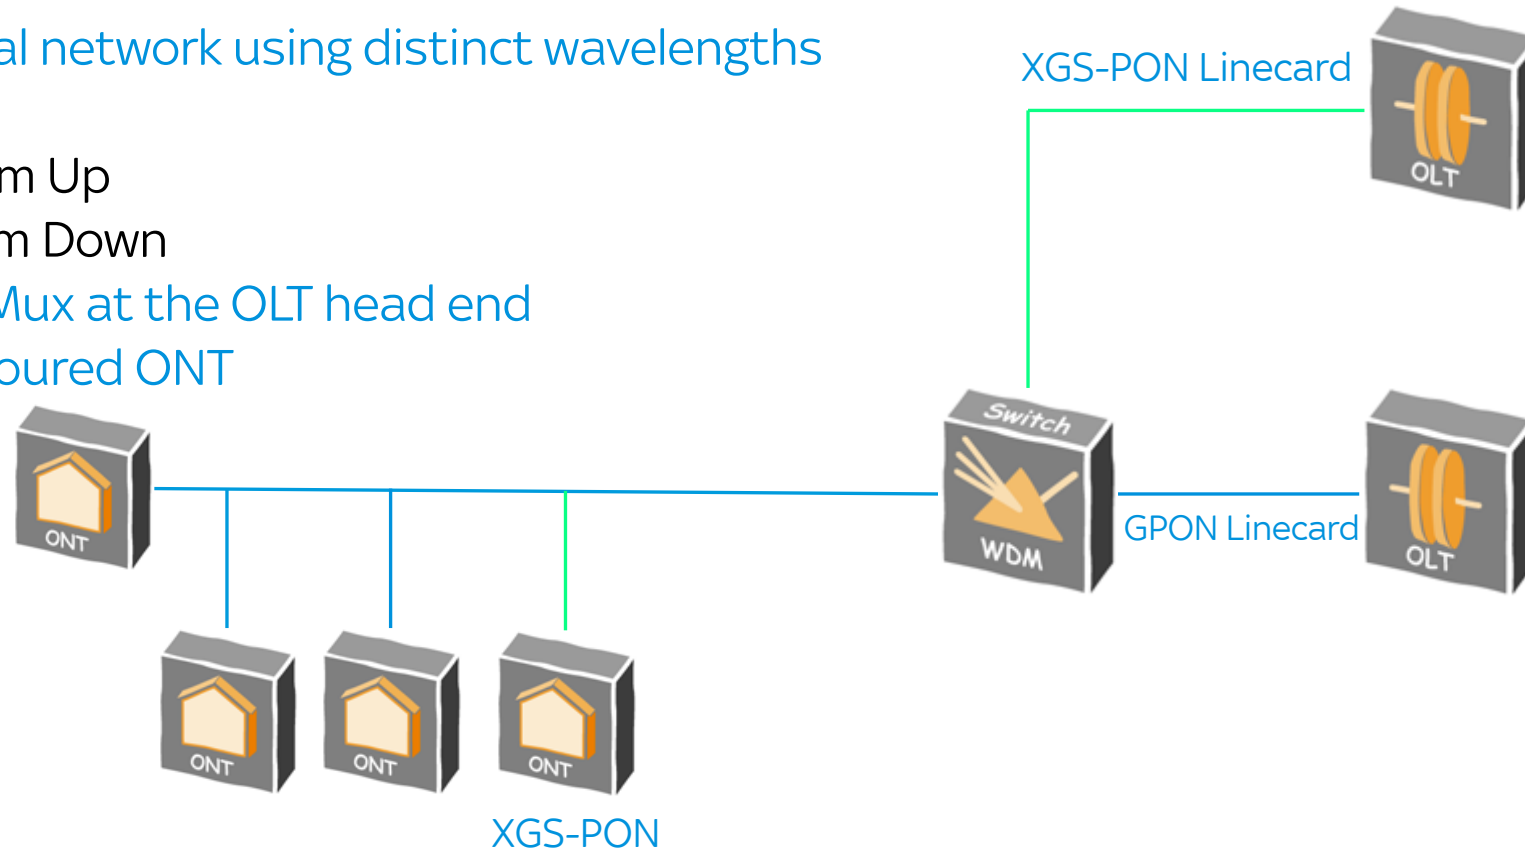 al network using distinct wavelengths
XGS-PON Linecard
OLT
m Up
m Down
Mux at the OLT head end
oured ONT
Switch
WDM
GPON Linecard
OLT
ONT
ONT
ONT
ONT
XGS-PON